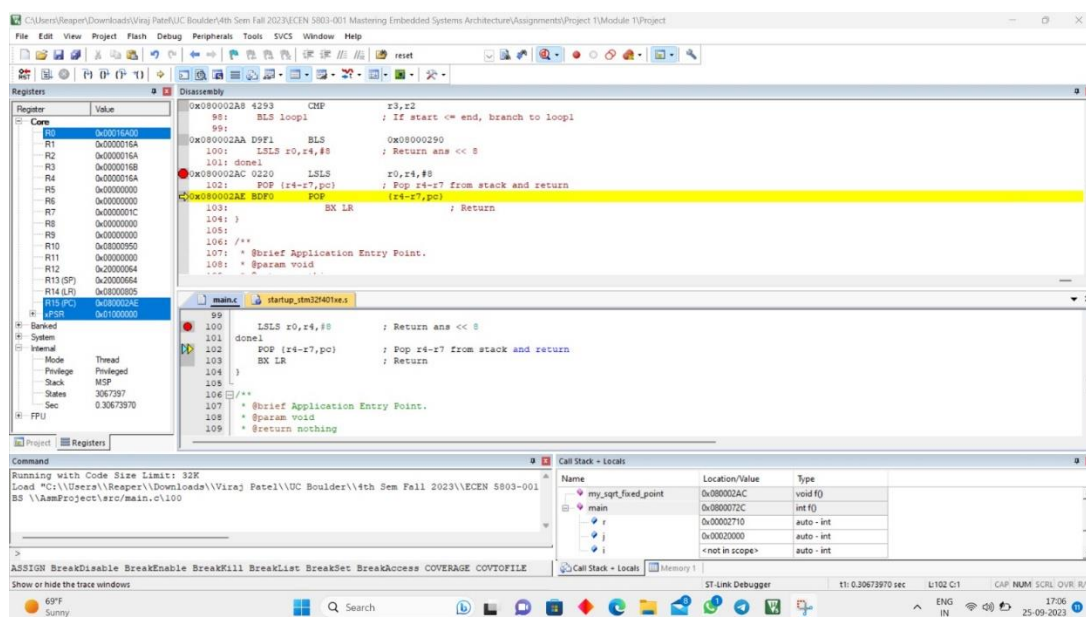 C:\Users\Reaper\Downloads\Viraj Patel\UC Boulder\4th Sem Fall 2023\ECEN 5803-001 Mastering Embedded Systems Architecture\Assignments\Project 1\Module 1\Project
File Edit View Project Flash Debug Peripherals Tools SVCS Window Help
reset
Registers
Register Value
Core
R0 0x00016A00
R1 0x0000016A
R2 0x0000016A
R3 0x0000016B
R4 0x0000016A
R5 0x00000000
R6 0x00000000
R7 0x0000001C
R8 0x00000000
R9 0x00000000
R10 0x08000950
R11 0x00000000
R12 0x20000064
R13 (SP) 0x20000664
R14 (LR) 0x08000805
R15 (PC) 0x080002AE
xPSR 0x01000000
Banked
System
Internal
Mode Thread
Privilege Privileged
Stack MSP
States 3067397
Sec 0.30673970
FPU
Project Registers
Disassembly
0x080002A8 4293 CMP r3,r2
98: BLS loop1 ; If start <= end, branch to loop1
99:
0x080002AA D9F1 BLS 0x08000290
100: LSLS r0,r4,#8 ; Return ans << 8
101: done1
0x080002AC 0220 LSLS r0,r4,#8
102: POP {r4-r7,pc} ; Pop r4-r7 from stack and return
0x080002AE BDF0 POP {r4-r7,pc}
103: BX LR ; Return
104: }
105:
106: /**
107: * @brief Application Entry Point.
108: * @param void
main.c startup_stm32f401xe.s
99
100 LSLS r0,r4,#8 ; Return ans << 8
101 done1
102 POP {r4-r7,pc} ; Pop r4-r7 from stack and return
103 BX LR ; Return
104 }
105
106 /**
107 * @brief Application Entry Point.
108 * @param void
109 * @return nothing
Command
Running with Code Size Limit: 32K
Load "C:\\Users\\Reaper\\Downloads\\Viraj Patel\\UC Boulder\\4th Sem Fall 2023\\ECEN 5803-001
BS \\AsmProject\src/main.c\100
>
ASSIGN BreakDisable BreakEnable BreakKill BreakList BreakSet BreakAccess COVERAGE COVTOFILE
Call Stack + Locals
Name Location/Value Type
my_sqrt_fixed_point 0x080002AC void f()
main 0x0800072C int f()
r 0x00002710 auto - int
j 0x00020000 auto - int
i <not in scope> auto - int
Call Stack + Locals Memory 1
Show or hide the trace windows ST-Link Debugger t1: 0.30673970 sec L:102 C:1 CAP NUM SCRL OVR R/
69°F
Sunny
Search
ENG
IN
17:06
25-09-2023